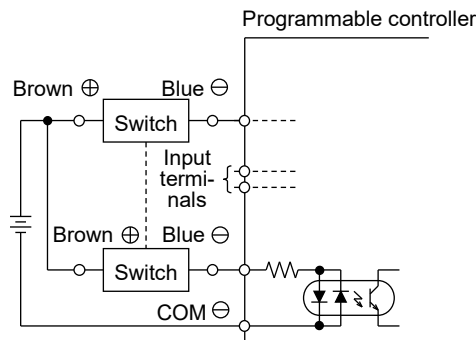 Programmable controller
Brown ⊕
Blue ⊖
Switch
Input
termi-
nals
Brown ⊕
Blue ⊖
Switch
COM ⊖